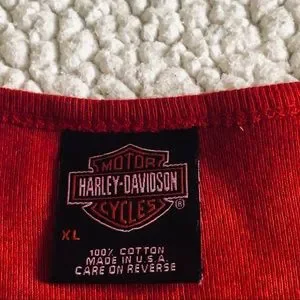 MOTOR
HARLEY-DAVIDSON
CYCLES
®
XL
100% COTTON
MADE IN U.S.A.
CARE ON REVERSE